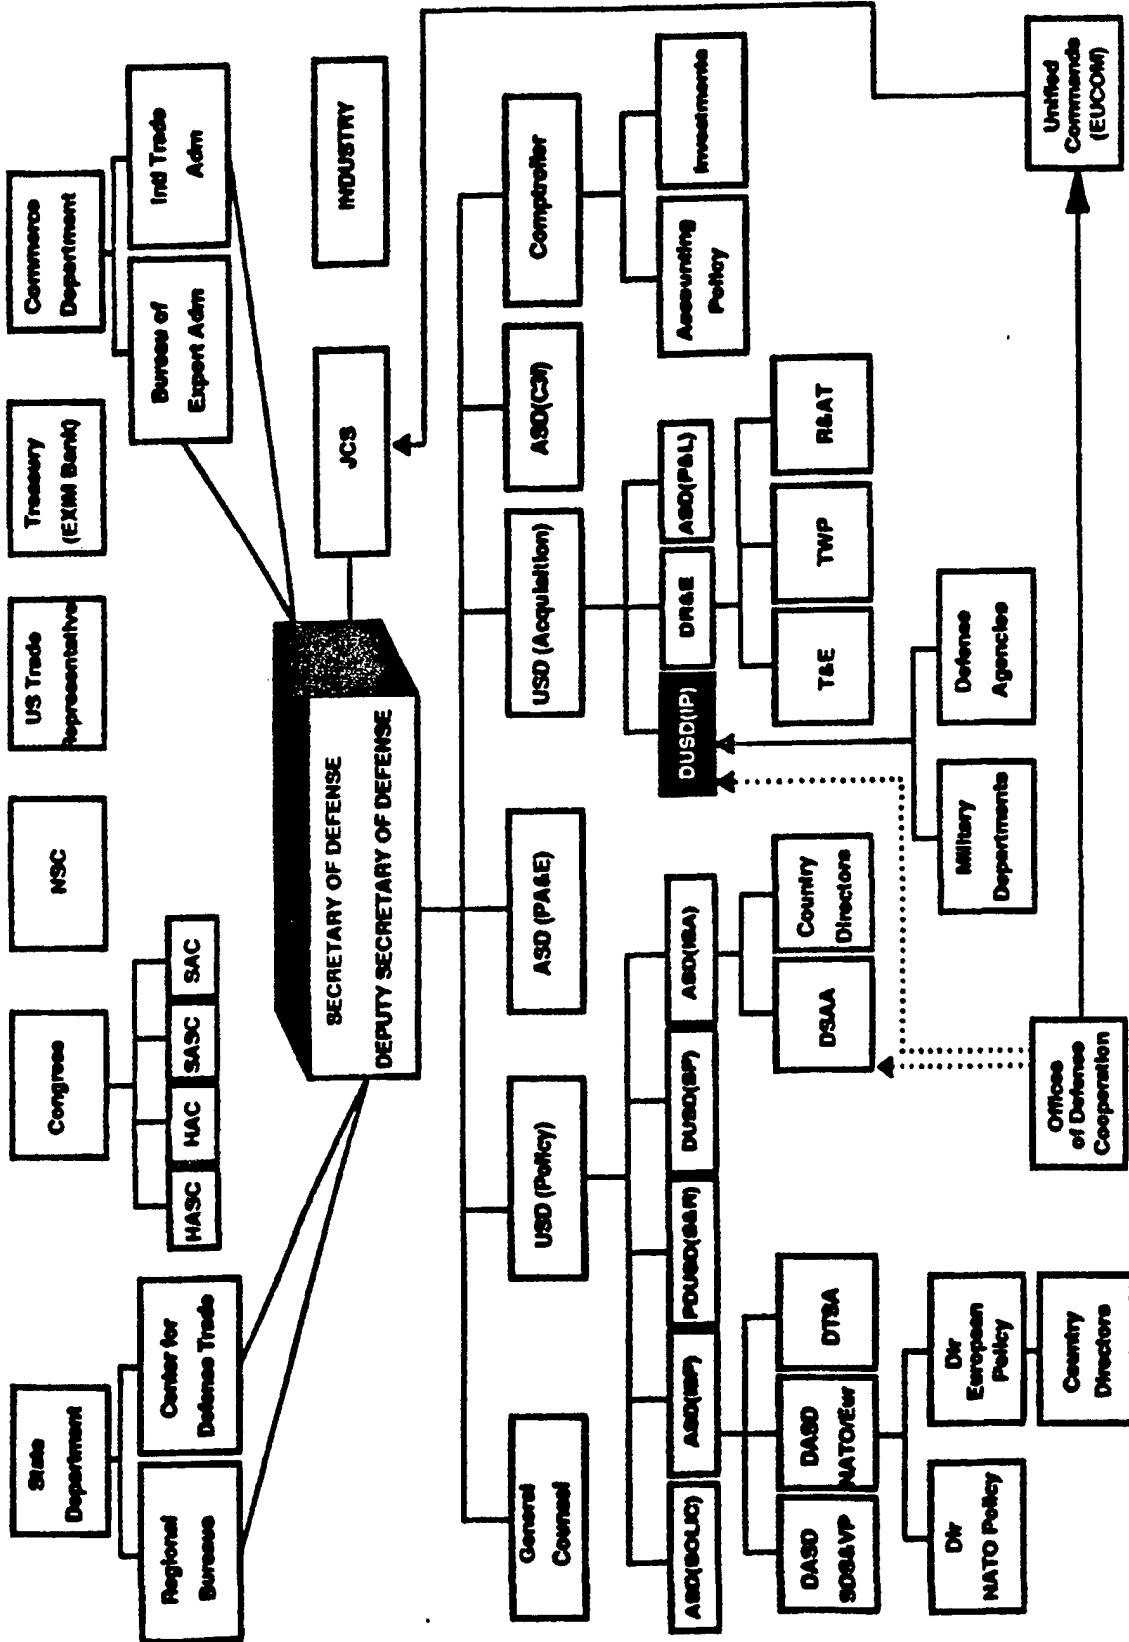 State
Department
Congress
NSC
US Trade
Representative
Treasury
(EXIM Bank)
Commerce
Department
Regional
Bureaus
Center for
Defense Trade
HASC
HAC
SASC
SAC
Bureau of
Export Adm
Intl Trade
Adm
SECRETARY OF DEFENSE
DEPUTY SECRETARY OF DEFENSE
JCS
INDUSTRY
General
Counsel
USD (Policy)
ASD (PA&E)
USD (Acquisition)
ASD(C3I)
Comptroller
ASD(SOLIC)
ASD(ISP)
PDUSD(S&R)
DUSD(SP)
ASD(ISA)
DUSD(IP)
DR&E
ASD(P&L)
Accounting
Policy
Investments
DASD
SDS&VP
DASD
NATO/Eur
DTSA
DSAA
Country
Directors
T&E
TWP
R&AT
Dir
NATO Policy
Dir
European
Policy
Military
Departments
Defense
Agencies
Country
Directors
Offices
of Defense
Cooperation
Unified
Commands
(EUCOM)